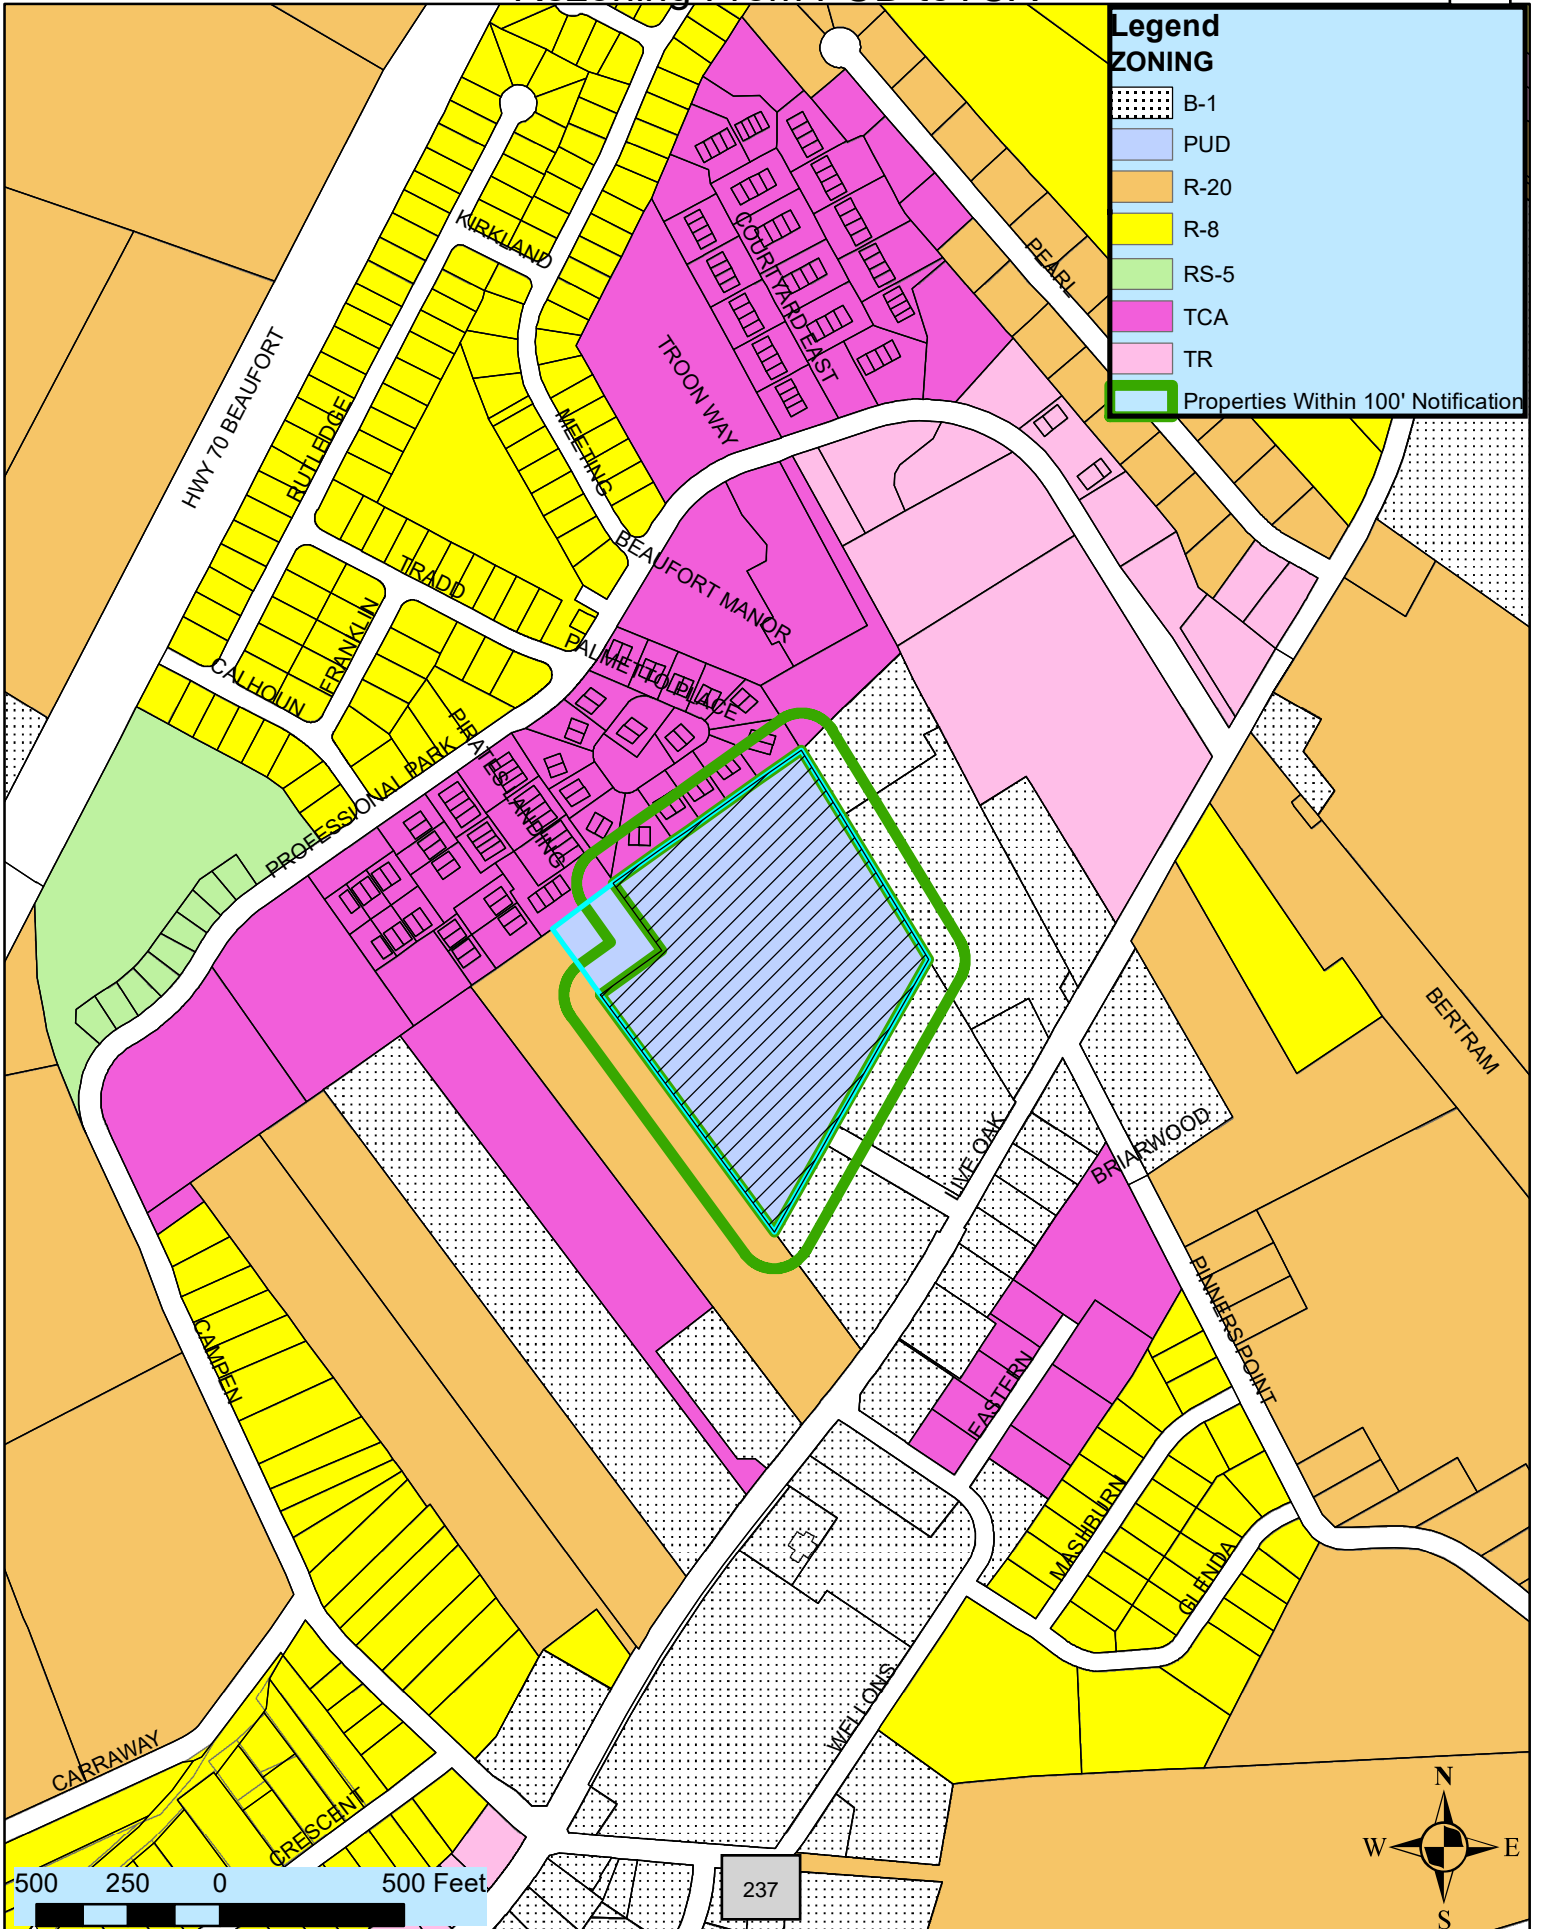 Legend
ZONING
B-1
PUD
R-20
R-8
RS-5
TCA
TR
Properties Within 100' Notification
KIRKLAND
COURTYARD EAST
PEARL
HWY 70 BEAUFORT
TROON WAY
RUTLEDGE
MEETING
BEAUFORT MANOR
TRADD
FRANKLIN
PALMETTO PLACE
CALHOUN
PIRATES LANDING
PROFESSIONAL PARK
BERTRAM
LIVE OAK
BRIARWOOD
PINNERS POINT
CAMPEN
EASTERN
MASHBURN
GLENDA
WELLONS
CARRAWAY
CRESCENT
N
W E
S
500 250 0 500 Feet
237